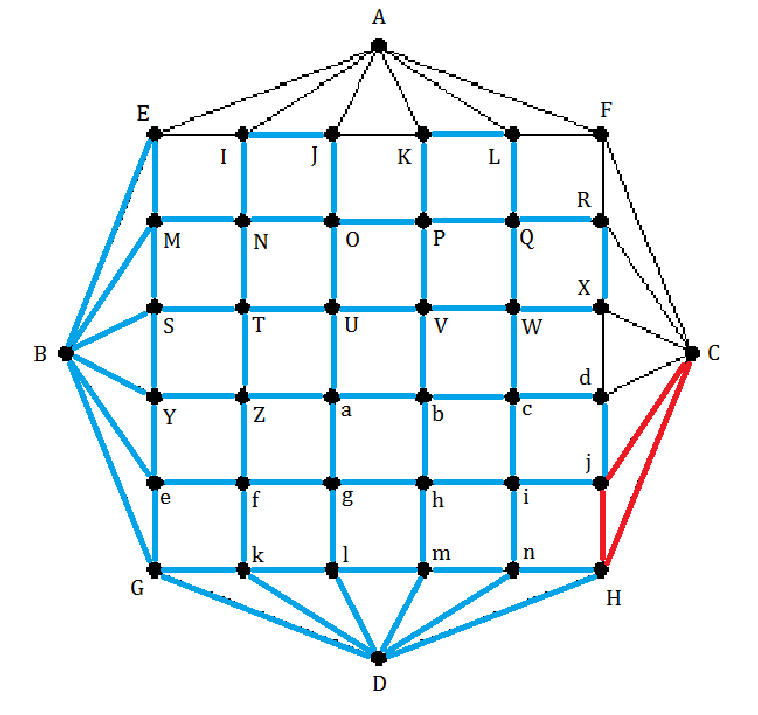 A
E F
I J K L
R
M N O P Q
X
S T U V W
B C
d
Y Z a b c
j
e f g h i
k l m n
G H
D